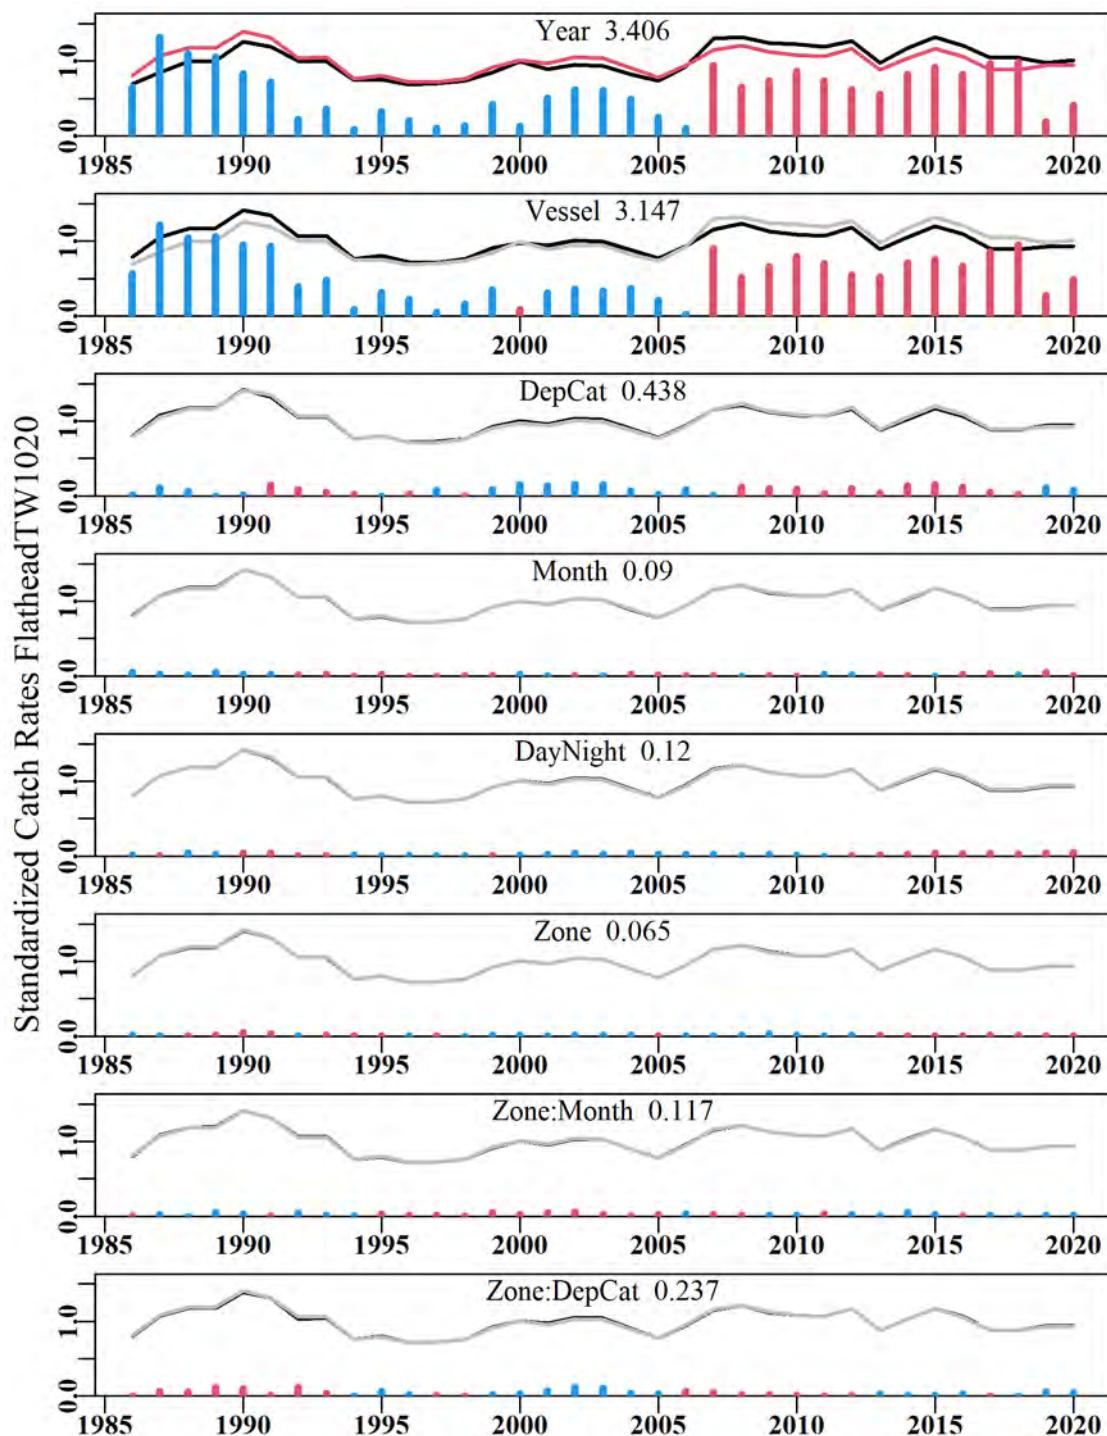 Standardized Catch Rates FlatheadTW1020
Year 3.406
0.0 1.0
1985 1990 1995 2000 2005 2010 2015 2020
Vessel 3.147
0.0 1.0
1985 1990 1995 2000 2005 2010 2015 2020
DepCat 0.438
0.0 1.0
1985 1990 1995 2000 2005 2010 2015 2020
Month 0.09
0.0 1.0
1985 1990 1995 2000 2005 2010 2015 2020
DayNight 0.12
0.0 1.0
1985 1990 1995 2000 2005 2010 2015 2020
Zone 0.065
0.0 1.0
1985 1990 1995 2000 2005 2010 2015 2020
Zone:Month 0.117
0.0 1.0
1985 1990 1995 2000 2005 2010 2015 2020
Zone:DepCat 0.237
0.0 1.0
1985 1990 1995 2000 2005 2010 2015 2020